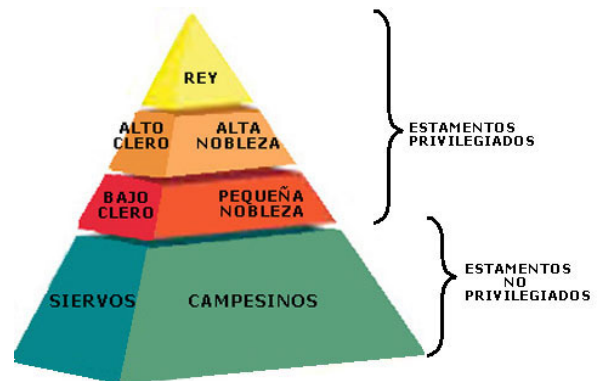 REY
ALTO
CLERO
ALTA
NOBLEZA
ESTAMENTOS
PRIVILEGIADOS
BAJO
CLERO
PEQUEÑA
NOBLEZA
SIERVOS
CAMPESINOS
ESTAMENTOS
NO
PRIVILEGIADOS